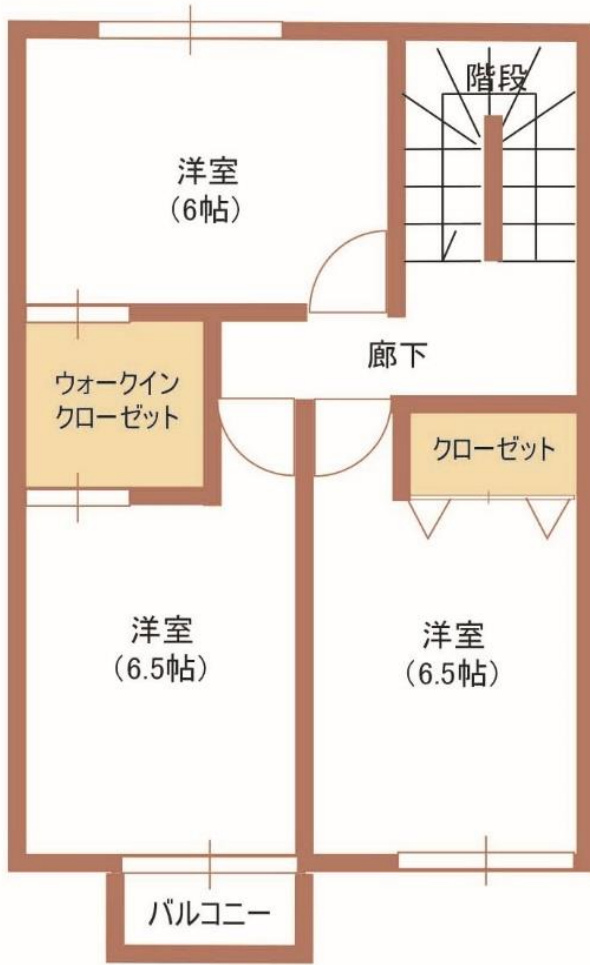 階段
洋室
(6帖)
廊下
ウォークイン
クローゼット
クローゼット
洋室
(6.5帖)
洋室
(6.5帖)
バルコニー